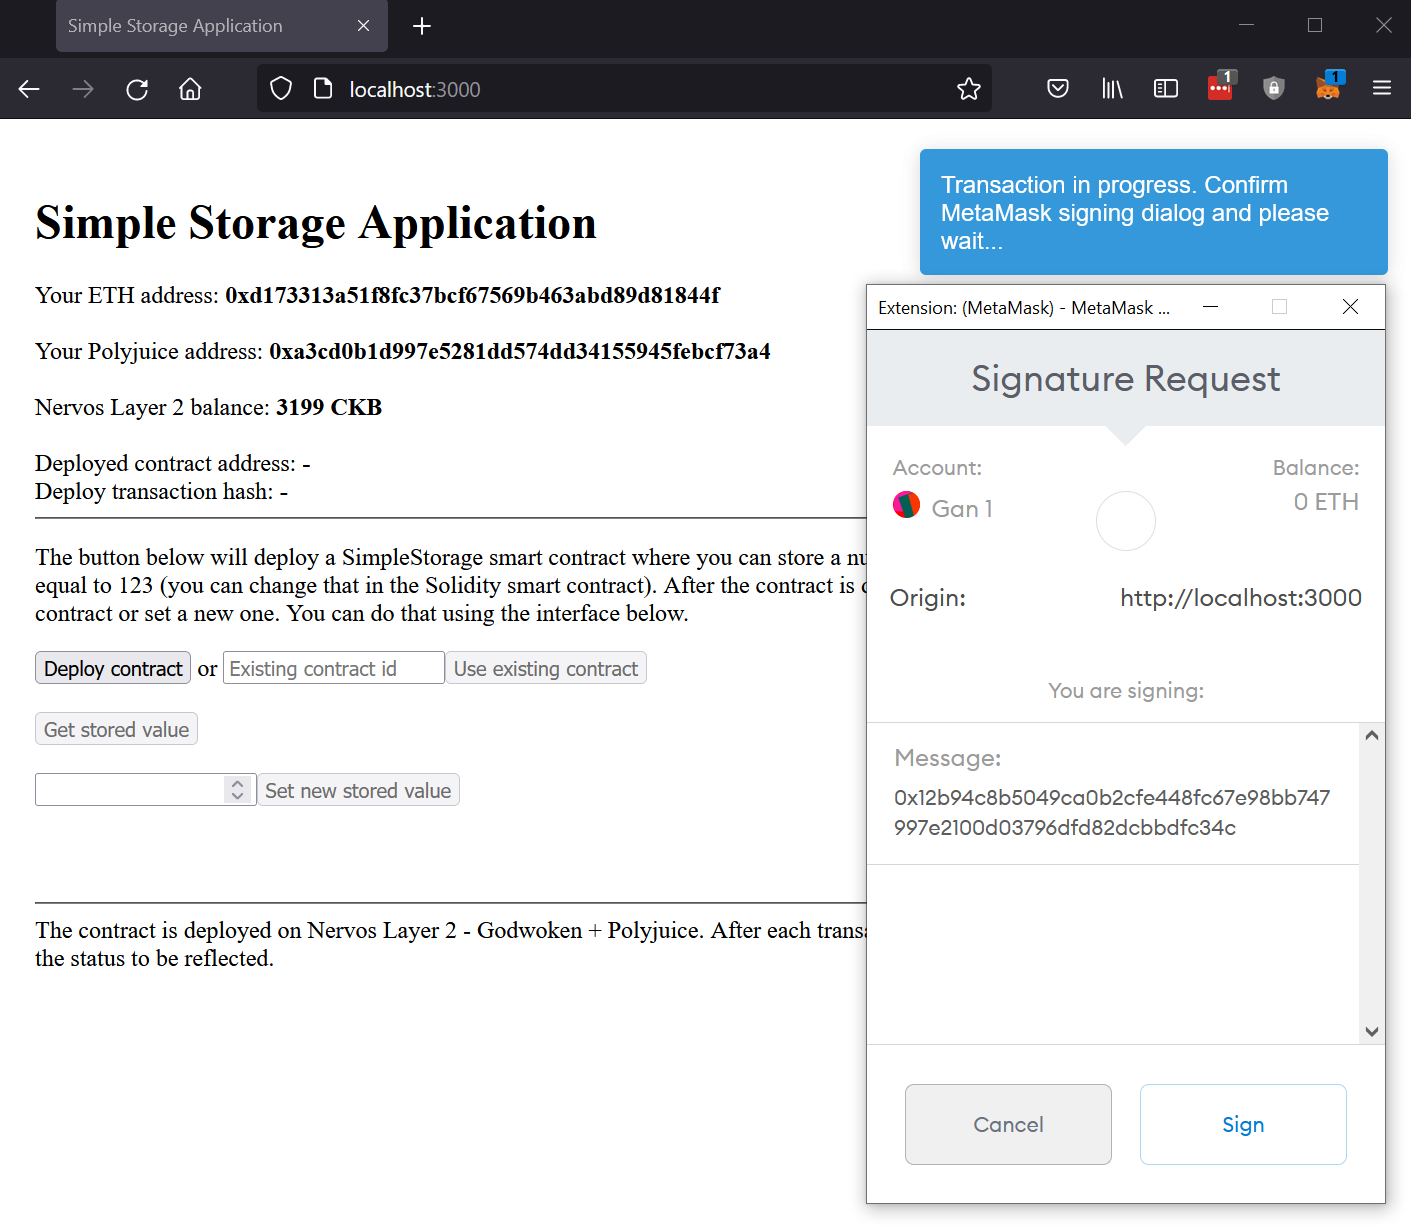 Simple Storage Application
localhost:3000
1
1
Transaction in progress. Confirm
MetaMask signing dialog and please
wait...
Simple Storage Application
Your ETH address: 0xd173313a51f8fc37bcf67569b463abd89d81844f
Your Polyjuice address: 0xa3cd0b1d997e5281dd574dd34155945febcf73a4
Nervos Layer 2 balance: 3199 CKB
Deployed contract address: -
Deploy transaction hash: -
The button below will deploy a SimpleStorage smart contract where you can store a nu
equal to 123 (you can change that in the Solidity smart contract). After the contract is
contract or set a new one. You can do that using the interface below.
Deploy contract or Existing contract id Use existing contract
Get stored value
Set new stored value
The contract is deployed on Nervos Layer 2 - Godwoken + Polyjuice. After each transa
the status to be reflected.
Extension: (MetaMask) - MetaMask ...
Signature Request
Account:
Gan 1
Balance:
0 ETH
Origin: http://localhost:3000
You are signing:
Message:
0x12b94c8b5049ca0b2cfe448fc67e98bb747
997e2100d03796dfd82dcbbdfc34c
Cancel Sign